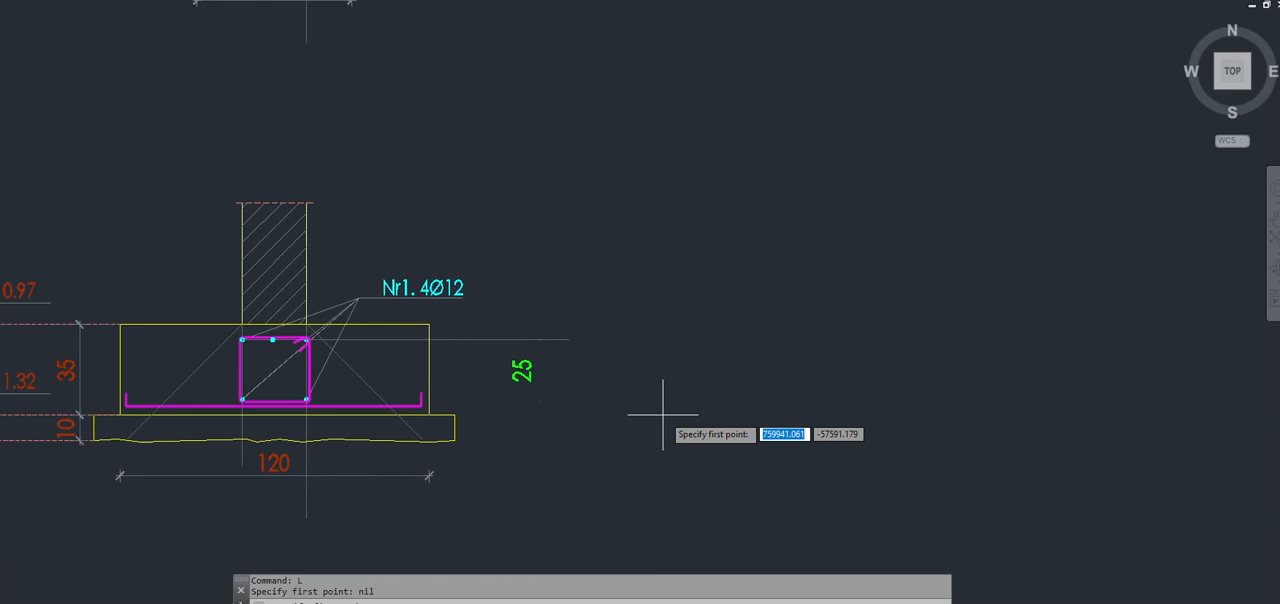 N
W TOP E
S
WCS
Nr1. 4Ø12
0.97
35
25
1.32
10
120
Specify first point: 759941.061 -57591.179
Command: L
Specify first point: nil